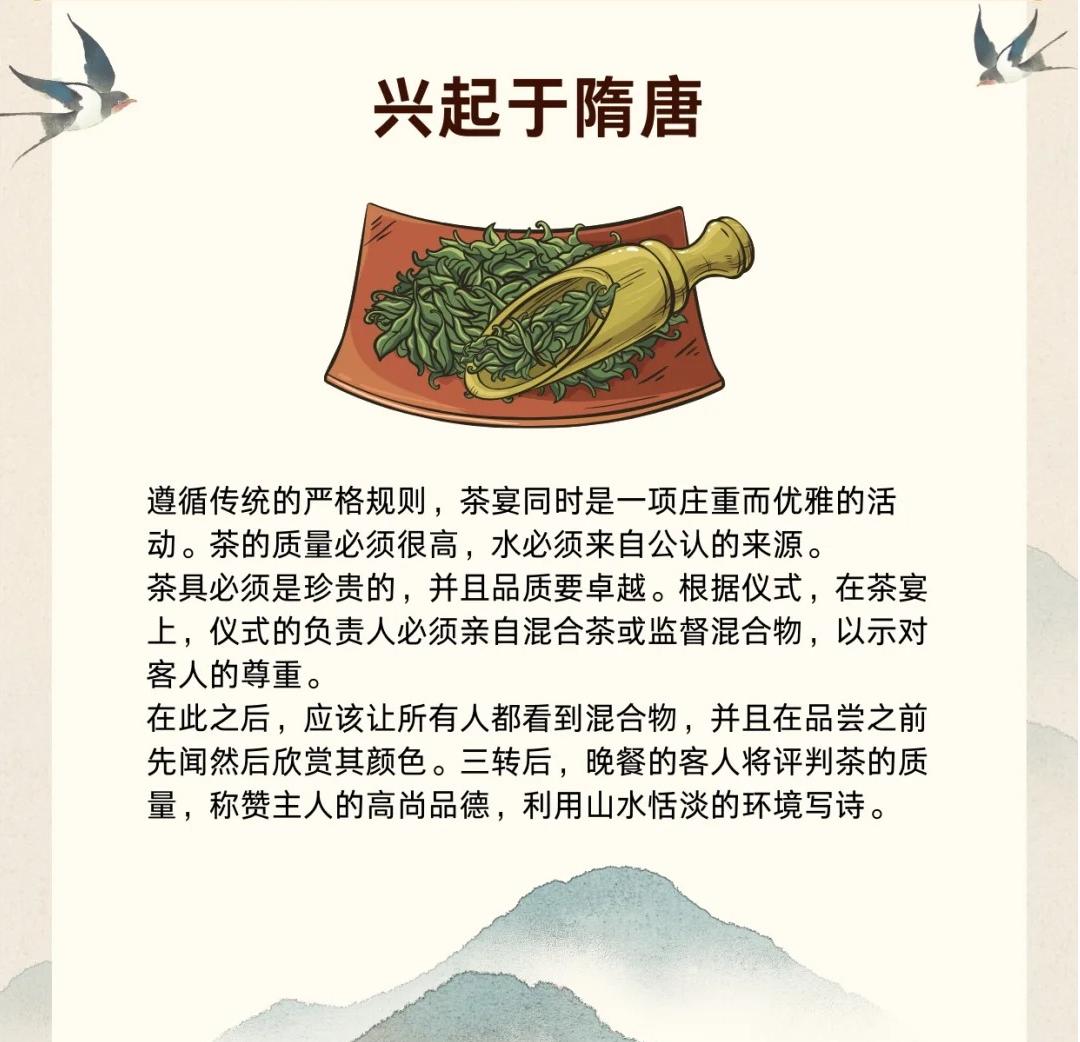 兴起于隋唐
遵循传统的严格规则，茶宴同时是一项庄重而优雅的活
动。茶的质量必须很高，水必须来自公认的来源。
茶具必须是珍贵的，并且品质要卓越。根据仪式，在茶宴
上，仪式的负责人必须亲自混合茶或监督混合物，以示对
客人的尊重。
在此之后，应该让所有人都看到混合物，并且在品尝之前
先闻然后欣赏其颜色。三转后，晚餐的客人将评判茶的质
量，称赞主人的高尚品德，利用山水恬淡的环境写诗。